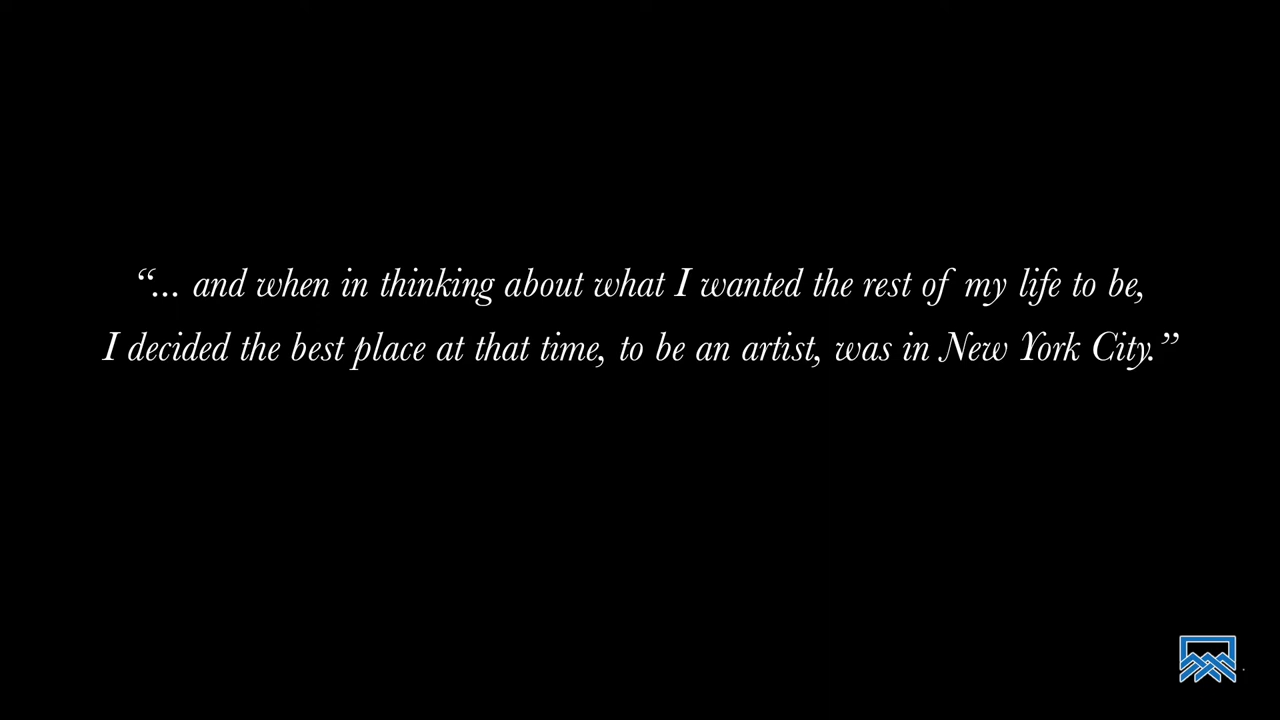 “... and when in thinking about what I wanted the rest of my life to be,
I decided the best place at that time, to be an artist, was in New York City.”